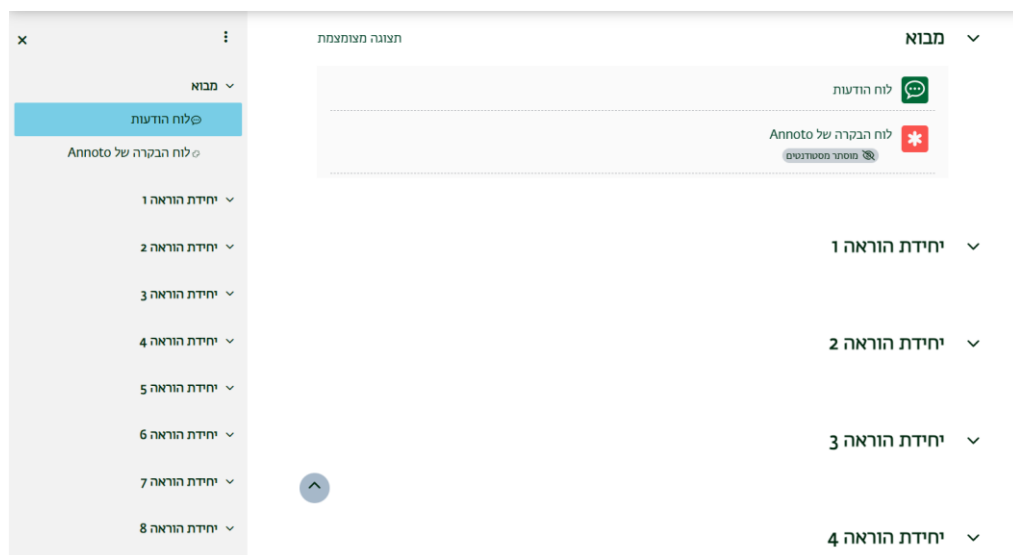 מבוא
תצוגה מצומצמת
לוח הודעות
לוח הבקרה של Annoto
מוסתר מסטודנטים
יחידת הוראה 1
יחידת הוראה 2
יחידת הוראה 3
יחידת הוראה 4
מבוא
לוח הודעות
לוח הבקרה של Annoto
יחידת הוראה 1
יחידת הוראה 2
יחידת הוראה 3
יחידת הוראה 4
יחידת הוראה 5
יחידת הוראה 6
יחידת הוראה 7
יחידת הוראה 8